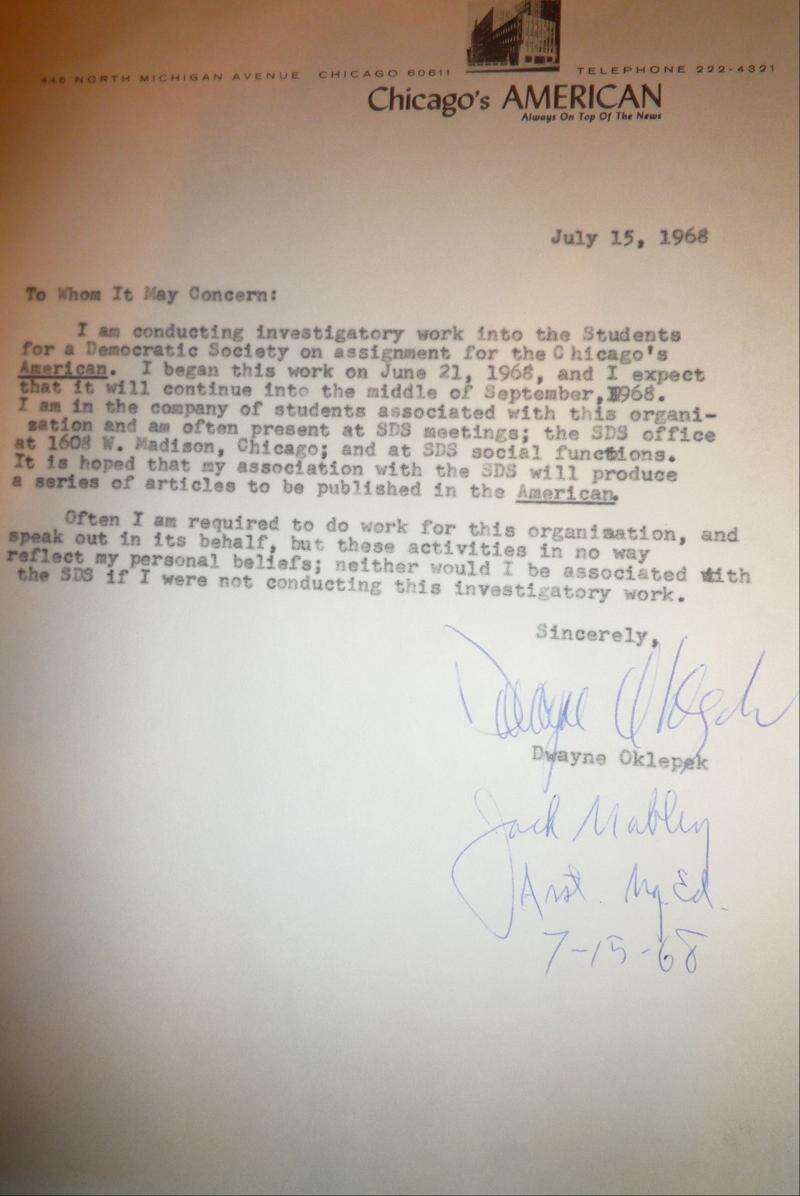 445 NORTH MICHIGAN AVENUE CHICAGO 60611
TELEPHONE 222-4321
Chicago's AMERICAN
Always On Top Of The News
July 15, 1968
To Whom It May Concern:
I am conducting investigatory work into the Students
for a Democratic Society on assignment for the Chicago's
American. I began this work on June 21, 1968, and I expect
that it will continue into the middle of September, 1968.
I am in the company of students associated with this organi-
sation and am often present at SDS meetings; the SDS office
at 1608 W. Madison, Chicago; and at SDS social functions.
It is hoped that my association with the SDS will produce
a series of articles to be published in the American.
Often I am required to do work for this organisation, and
speak out in its behalf, but these activities in no way
reflect my personal beliefs; neither would I be associated with
the SDS if I were not conducting this investigatory work.
Sincerely,
Dwayne Oklepek
Dwayne Oklepek
Jack Mabley
Asst. Mg. Ed.
7-15-68